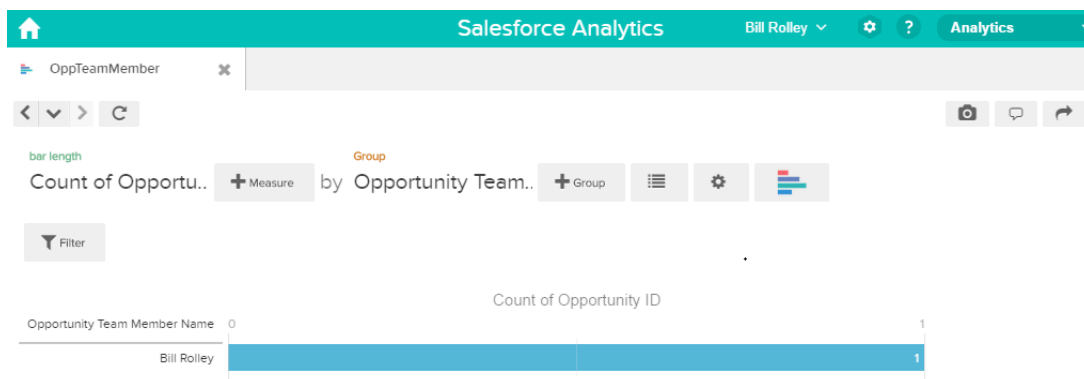 Salesforce Analytics Bill Rolley ? Analytics
OppTeamMember
bar length Group
Count of Opportu.. + Measure by Opportunity Team.. + Group
Filter
Count of Opportunity ID
Opportunity Team Member Name 0 1
Bill Rolley 1